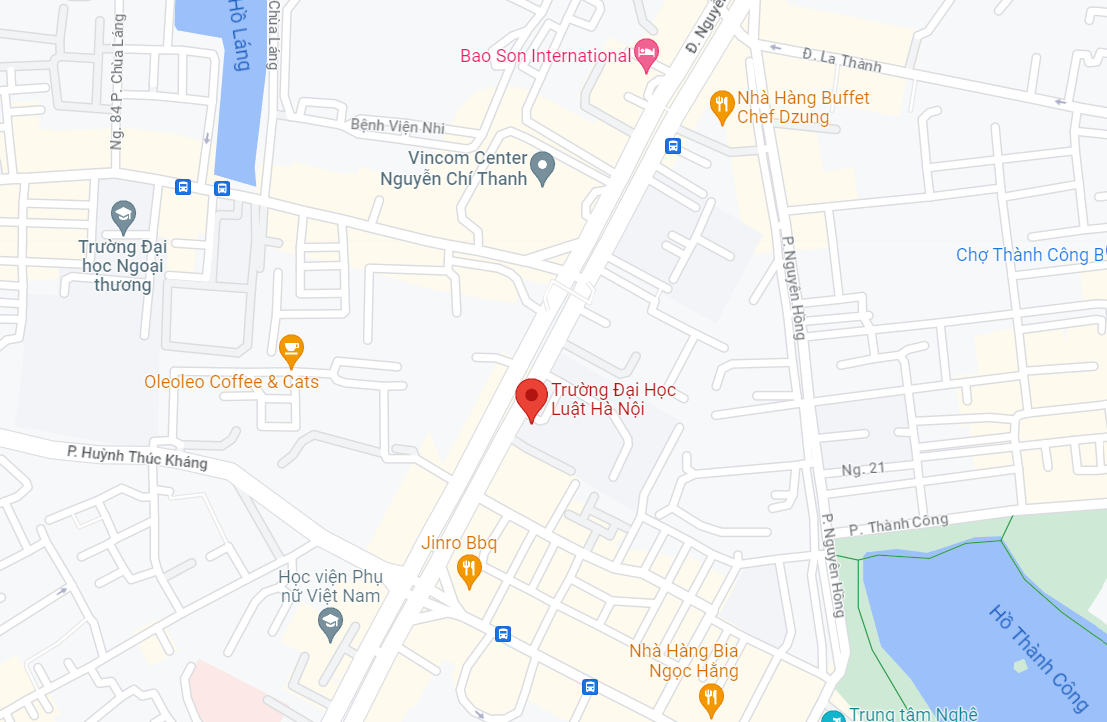 Hồ Láng
Chùa Láng
Ng. 84 P. Chùa Láng
Đ. Nguyễn
Bao Son International
Đ. La Thành
Nhà Hàng Buffet
Chef Dzung
Bệnh Viện Nhi
Vincom Center
Nguyễn Chí Thanh
Trường Đại
học Ngoại
thương
P. Nguyên Hồng
Chợ Thành Công B
Oleoleo Coffee & Cats
Trường Đại Học
Luật Hà Nội
P. Huỳnh Thúc Kháng
Ng. 21
P. Thành Công
P. Nguyên Hồng
Jinro Bbq
Học viện Phụ
nữ Việt Nam
Hồ Thành Công
Nhà Hàng Bia
Ngọc Hằng
Trung tâm Nghệ